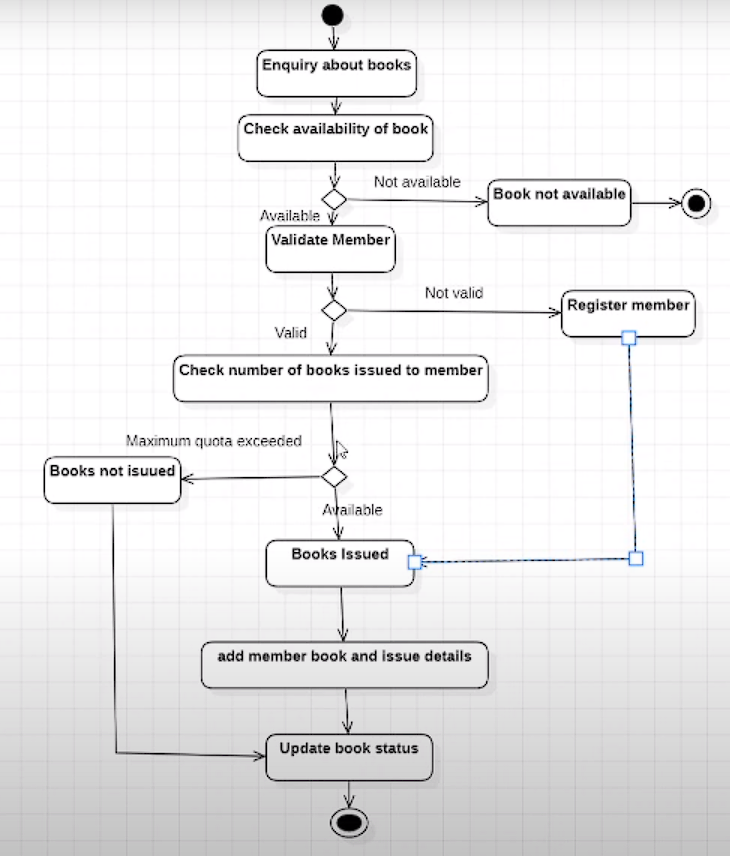 Enquiry about books
Check availability of book
Not available
Book not available
Available
Validate Member
Not valid
Register member
Valid
Check number of books issued to member
Maximum quota exceeded
Books not isuued
Available
Books Issued
add member book and issue details
Update book status